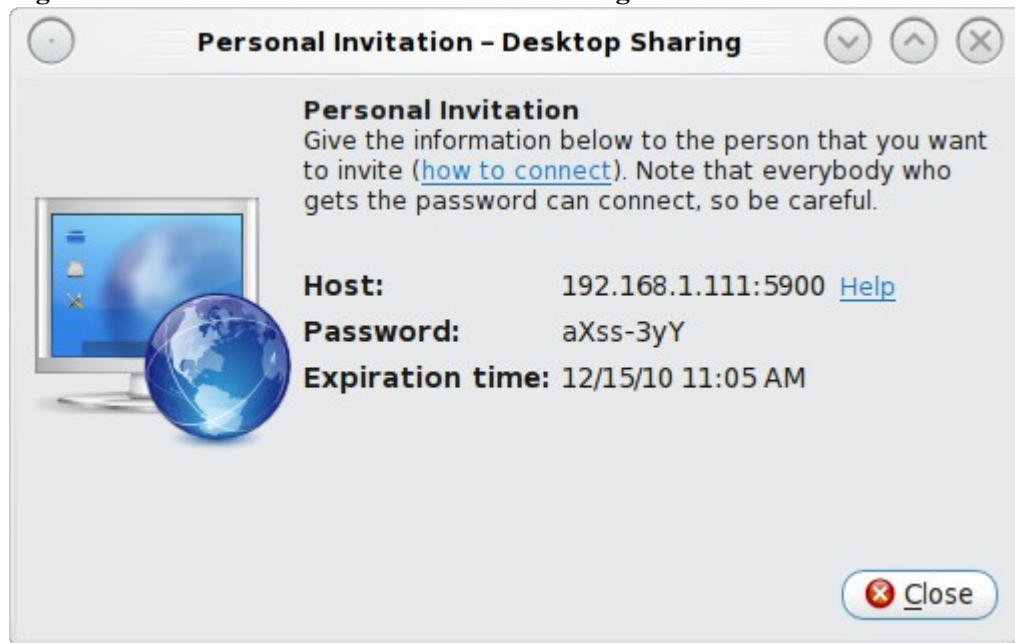 Personal Invitation – Desktop Sharing
Personal Invitation
Give the information below to the person that you want
to invite (how to connect). Note that everybody who
gets the password can connect, so be careful.
Host: 192.168.1.111:5900 Help
Password: aXss-3yY
Expiration time: 12/15/10 11:05 AM
Close